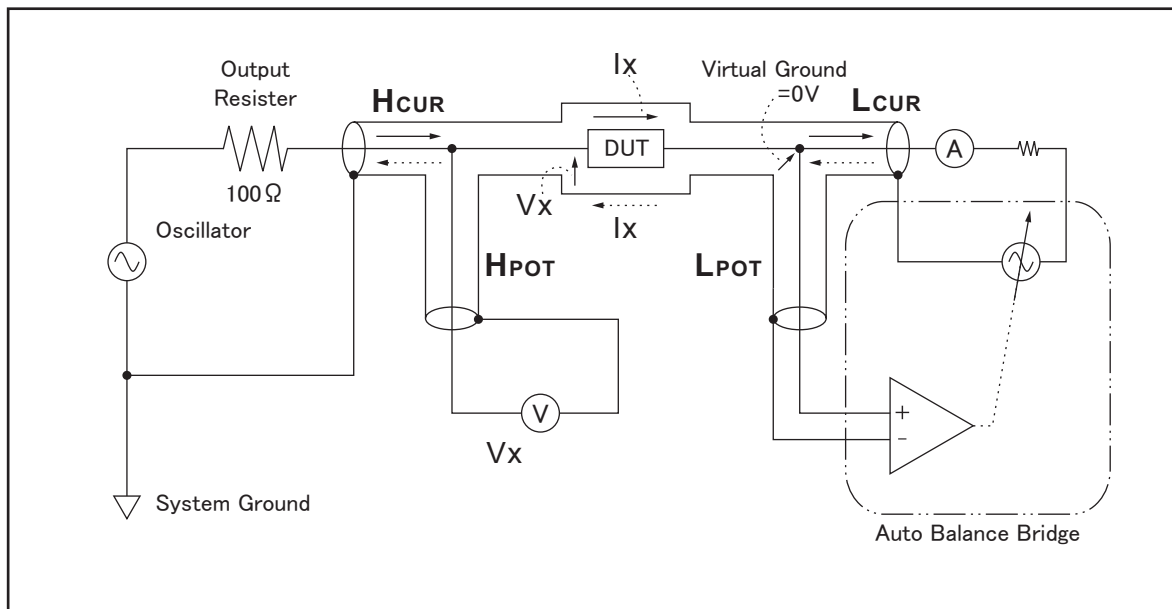 Output
Resister
HCUR
Ix
Virtual Ground
=0V
LCUR
100Ω
DUT
A
Vx
Ix
Oscillator
HPOT
LPOT
V
Vx
+
-
System Ground
Auto Balance Bridge